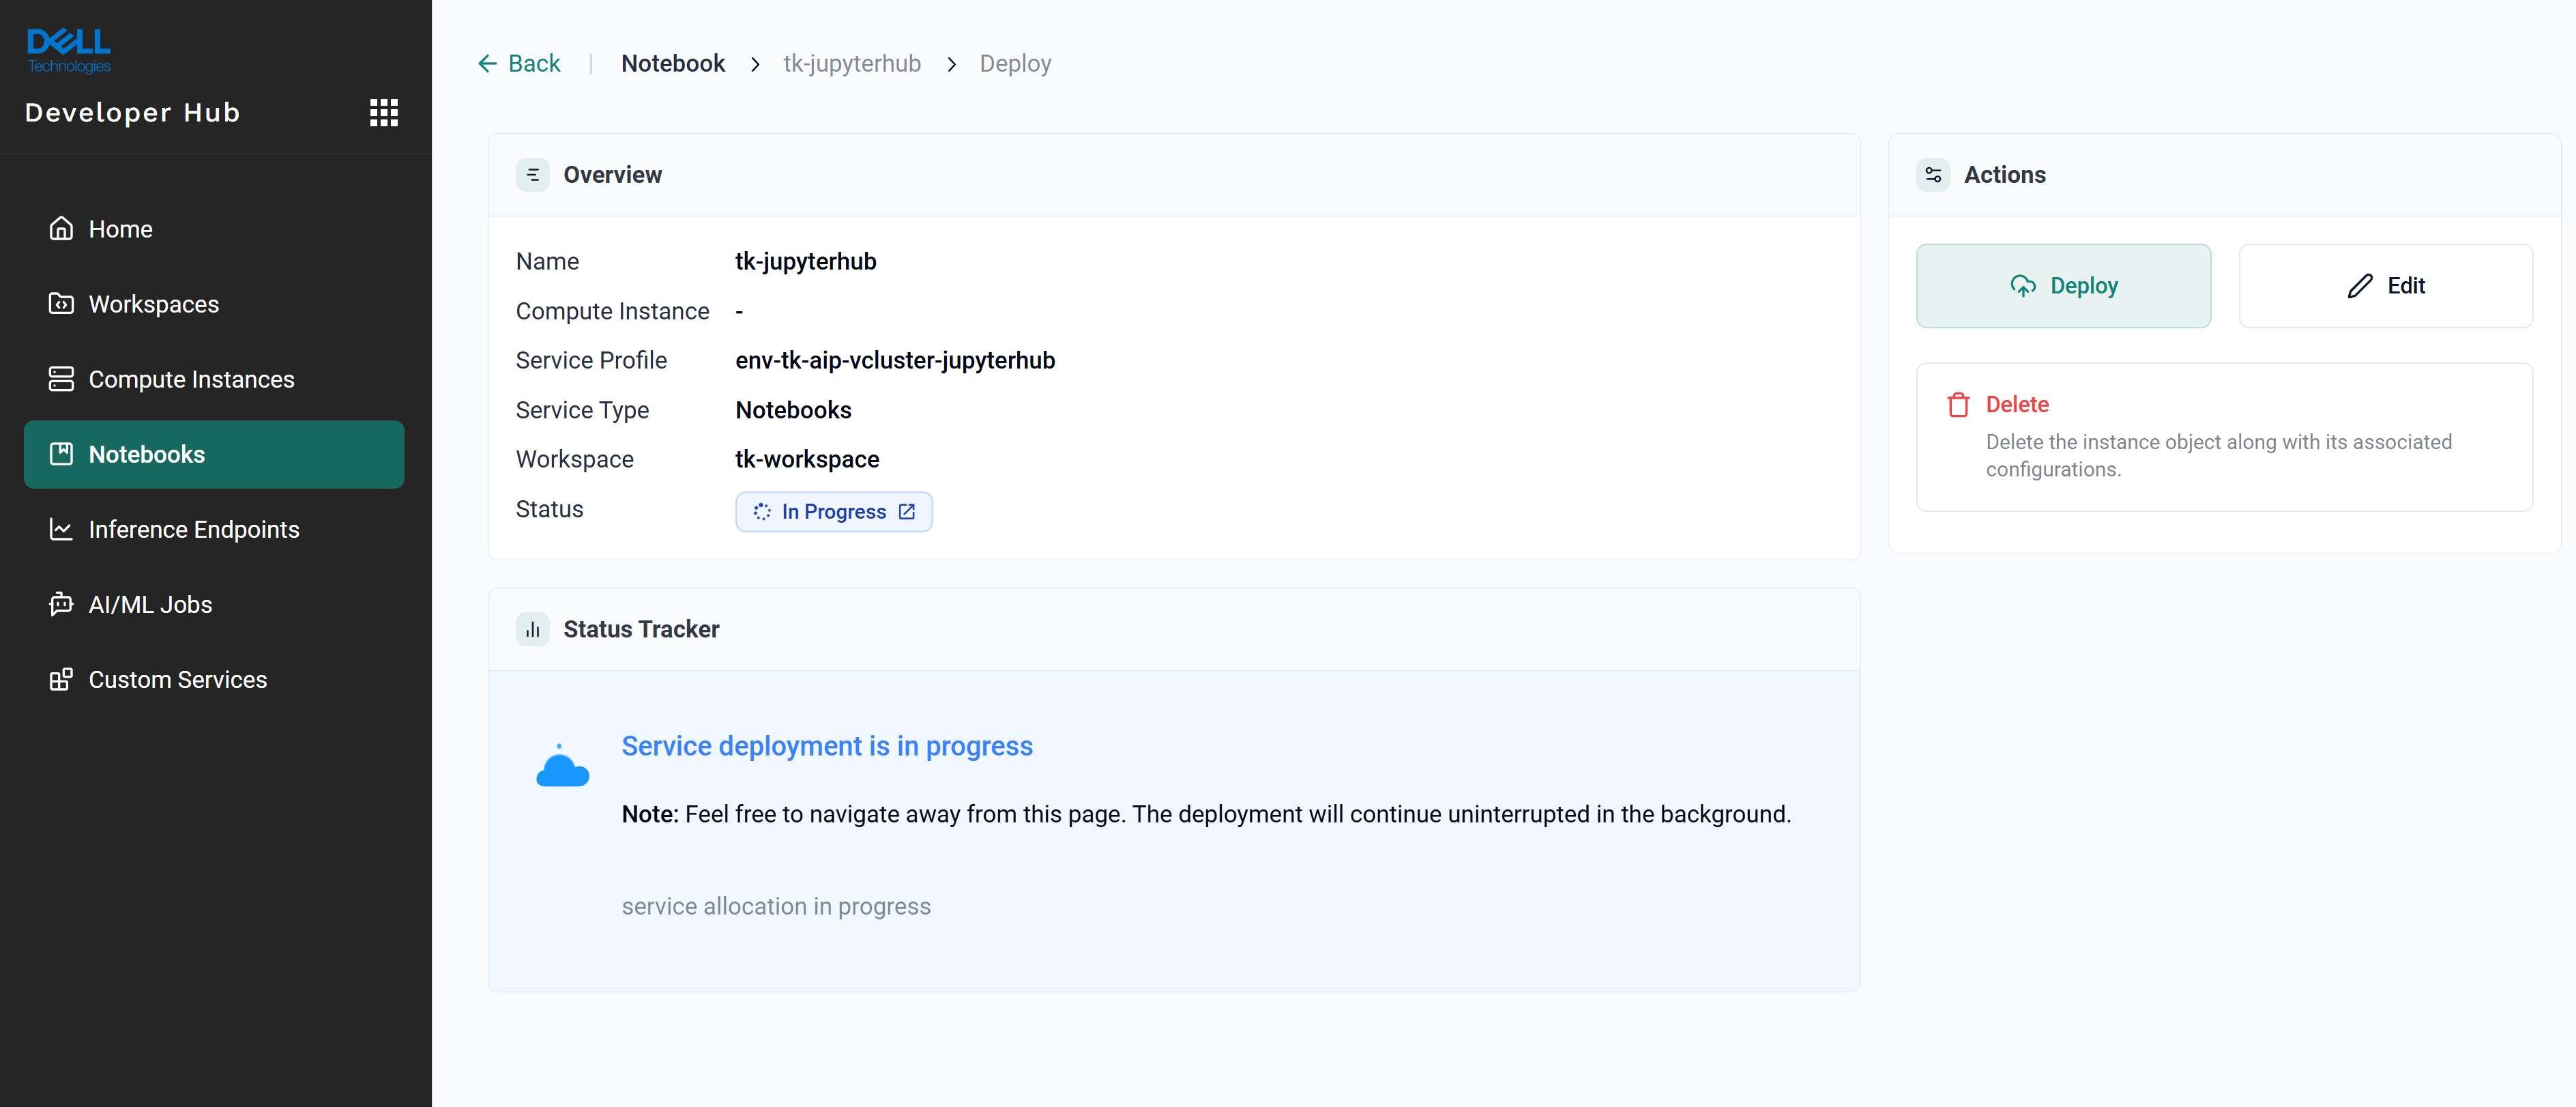 DELL
Technologies
Developer Hub
Home
Workspaces
Compute Instances
Notebooks
Inference Endpoints
AI/ML Jobs
Custom Services
Back | Notebook > tk-jupyterhub > Deploy
Overview
Name tk-jupyterhub
Compute Instance -
Service Profile env-tk-aip-vcluster-jupyterhub
Service Type Notebooks
Workspace tk-workspace
Status In Progress
Status Tracker
Service deployment is in progress
Note: Feel free to navigate away from this page. The deployment will continue uninterrupted in the background.
service allocation in progress
Actions
Deploy
Edit
Delete
Delete the instance object along with its associated
configurations.